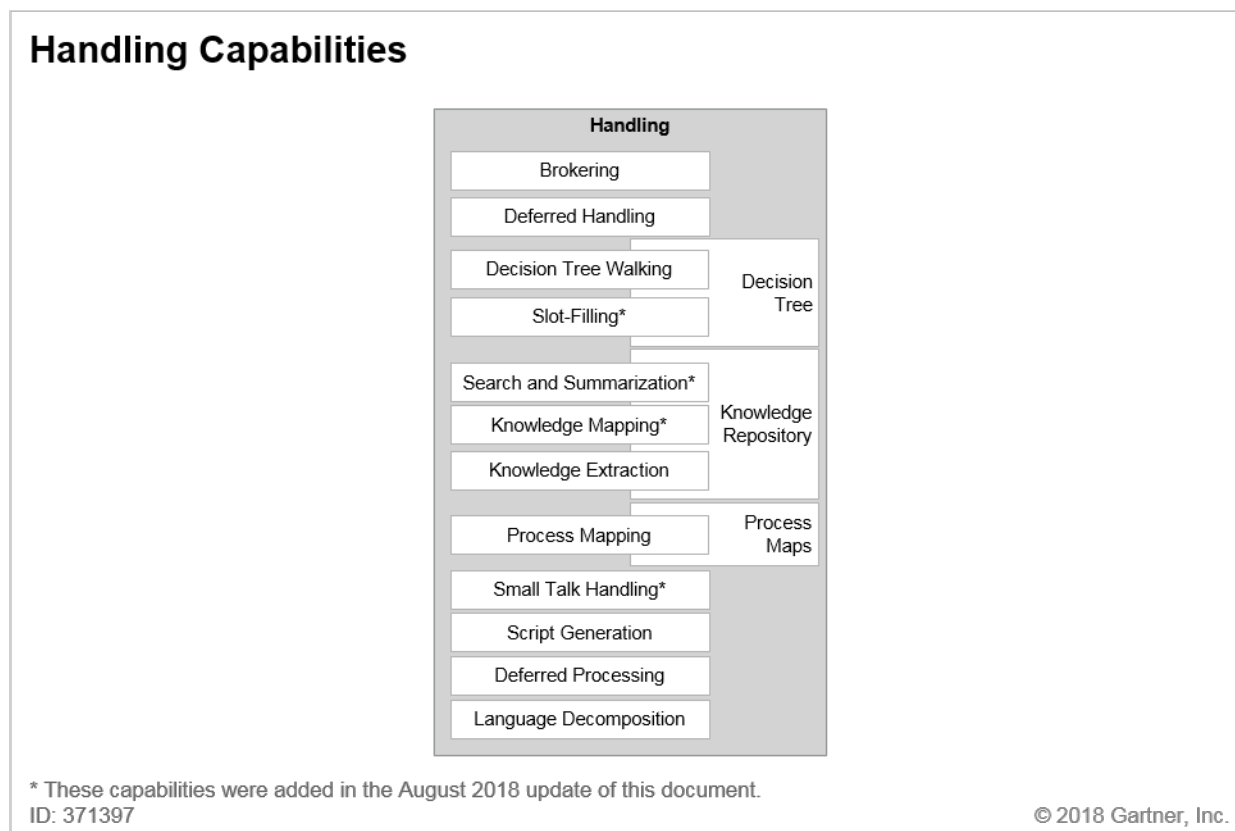 Handling Capabilities
Handling
Brokering
Deferred Handling
Decision Tree Walking
Slot-Filling*
Decision
Tree
Search and Summarization*
Knowledge Mapping*
Knowledge Extraction
Knowledge
Repository
Process Mapping
Process
Maps
Small Talk Handling*
Script Generation
Deferred Processing
Language Decomposition
* These capabilities were added in the August 2018 update of this document.
ID: 371397
© 2018 Gartner, Inc.